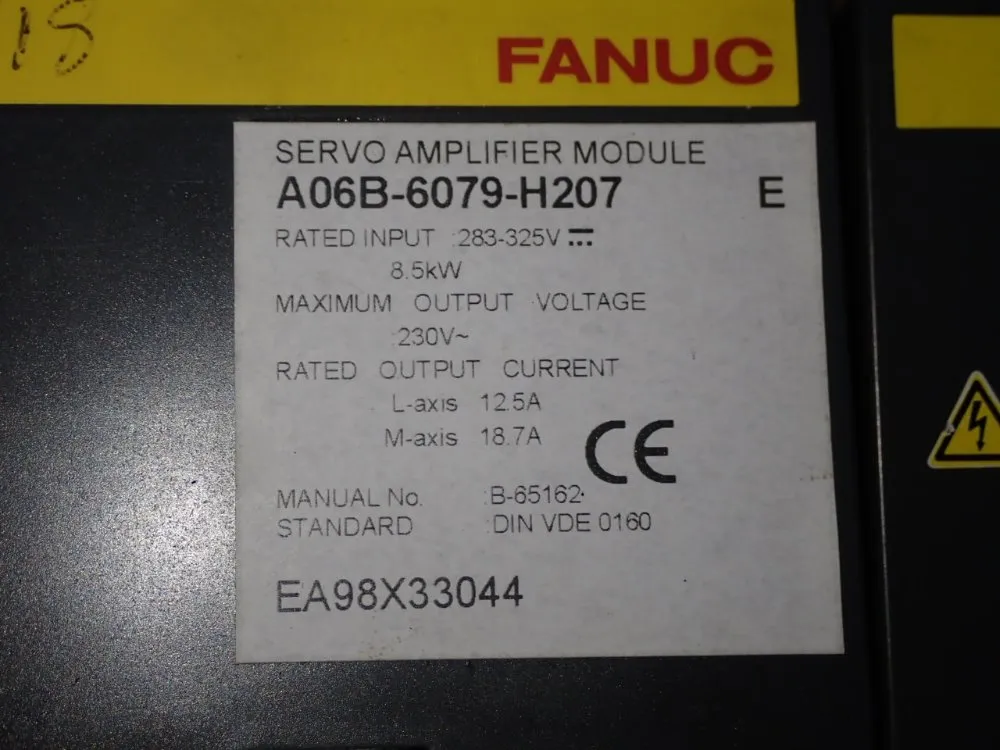 15
FANUC
SERVO AMPLIFIER MODULE
A06B-6079-H207 E
RATED INPUT :283-325V ⎓
8.5kW
MAXIMUM OUTPUT VOLTAGE
:230V~
RATED OUTPUT CURRENT
L-axis 12.5A
M-axis 18.7A
CE
MANUAL No. :B-65162
STANDARD :DIN VDE 0160
EA98X33044